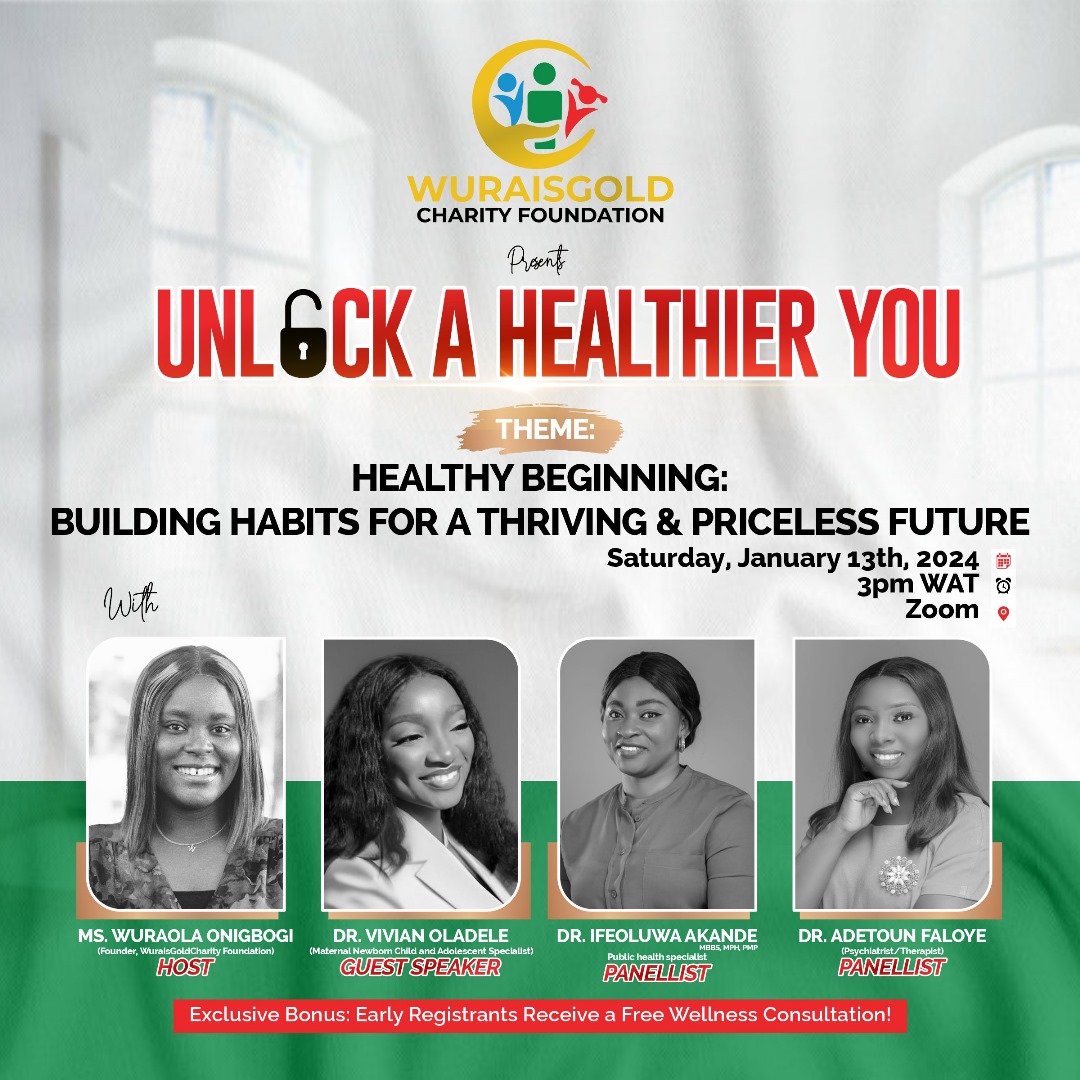 WURAISGOLD
CHARITY FOUNDATION
Presents
UNLOCK A HEALTHIER YOU
THEME:
HEALTHY BEGINNING:
BUILDING HABITS FOR A THRIVING & PRICELESS FUTURE
Saturday, January 13th, 2024
3pm WAT
Zoom
With
MS. WURAOLA ONIGBOGI
(Founder, WuraisGoldCharity Foundation)
HOST
DR. VIVIAN OLADELE
(Maternal Newborn Child and Adolescent Specialist)
GUEST SPEAKER
DR. IFEOLUWA AKANDE
MBBS, MPH, PMP
Public health specialist
PANELLIST
DR. ADETOUN FALOYE
(Psychiatrist/Therapist)
PANELLIST
Exclusive Bonus: Early Registrants Receive a Free Wellness Consultation!